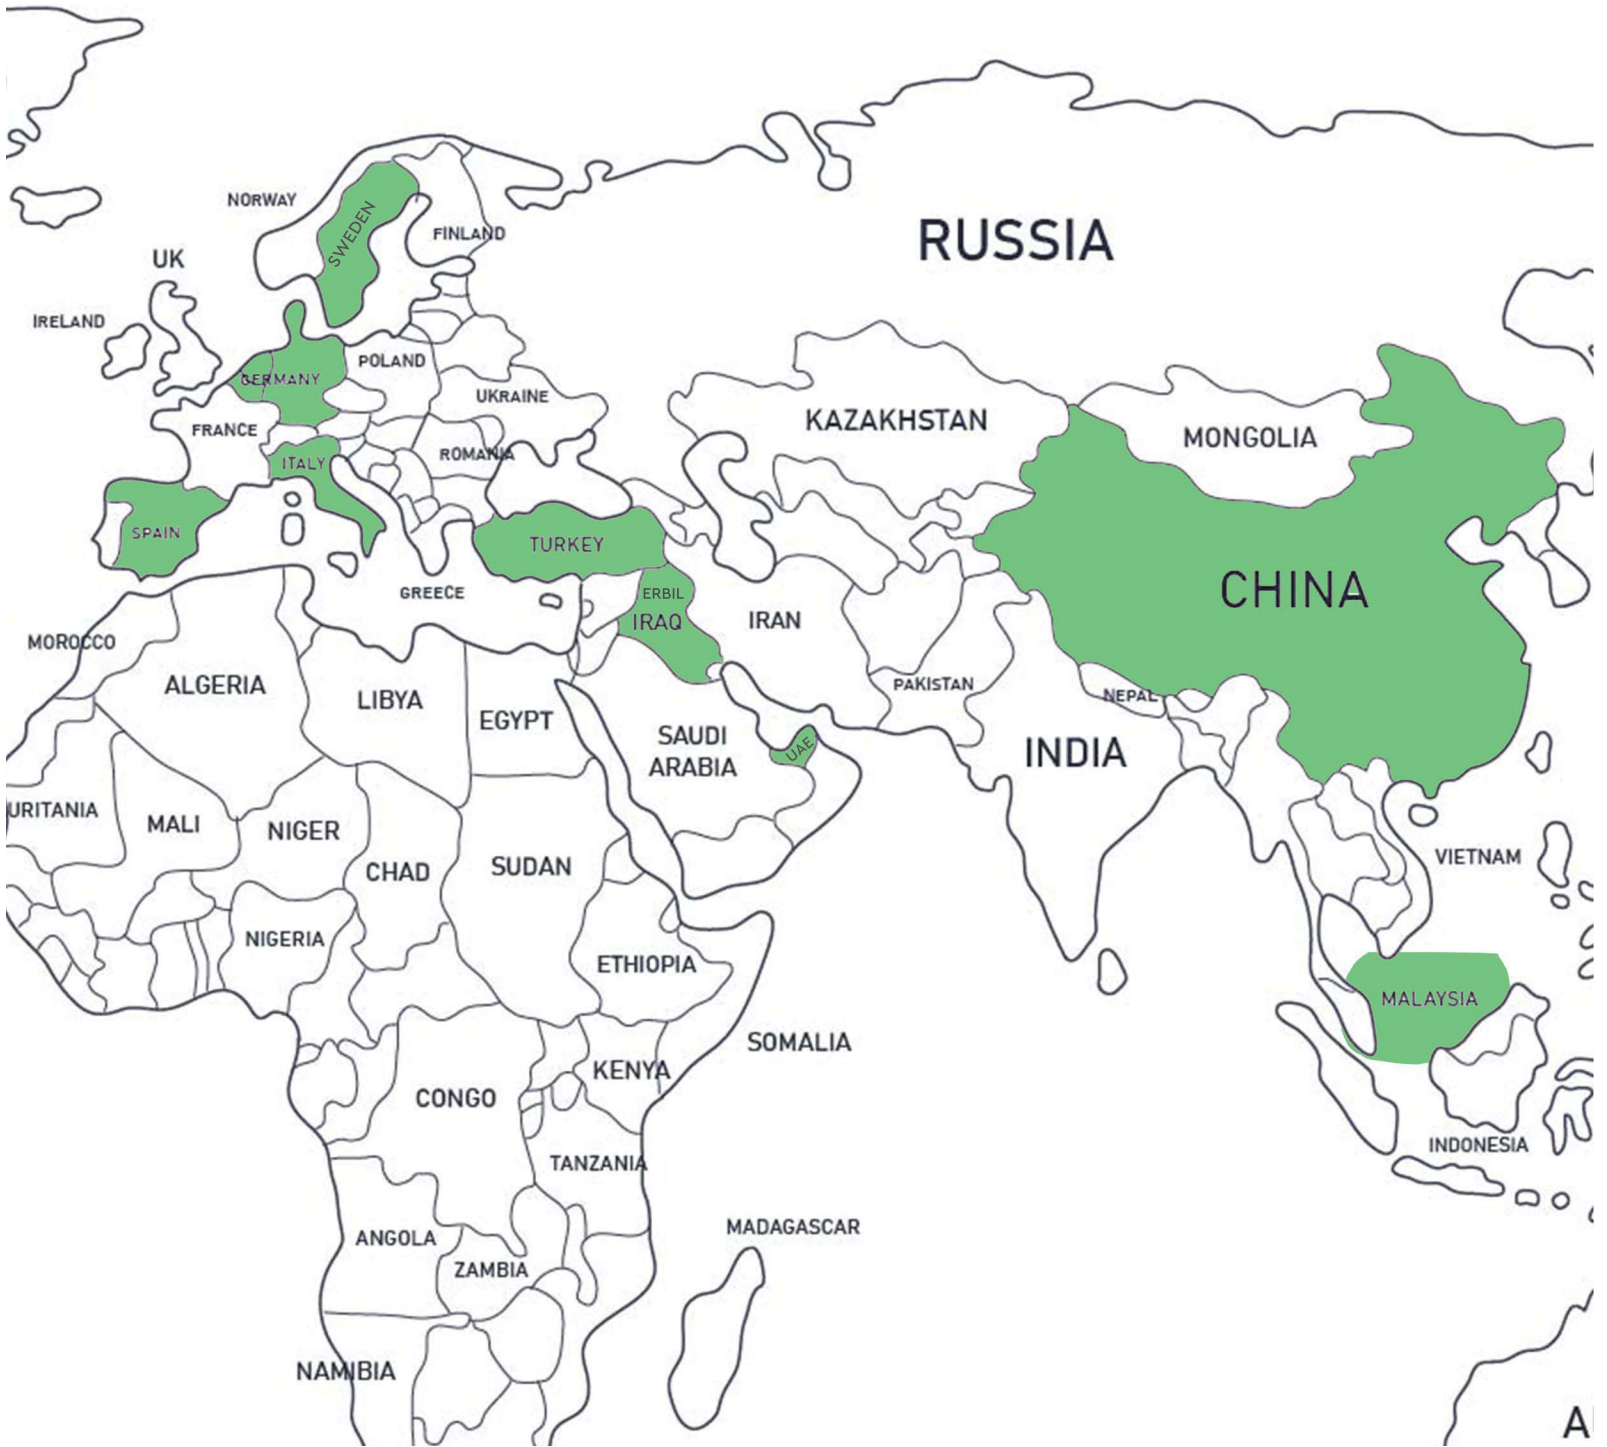 NORWAY
SWEDEN
FINLAND
RUSSIA
UK
IRELAND
POLAND
GERMANY
UKRAINE
FRANCE
KAZAKHSTAN
MONGOLIA
ROMANIA
ITALY
SPAIN
TURKEY
CHINA
GREECE
ERBIL
IRAQ
IRAN
MOROCCO
ALGERIA
LIBYA
EGYPT
PAKISTAN
NEPAL
SAUDI
ARABIA
UAE
INDIA
URITANIA
MALI
NIGER
CHAD
SUDAN
VIETNAM
NIGERIA
ETHIOPIA
MALAYSIA
SOMALIA
KENYA
CONGO
INDONESIA
TANZANIA
MADAGASCAR
ANGOLA
ZAMBIA
NAMIBIA